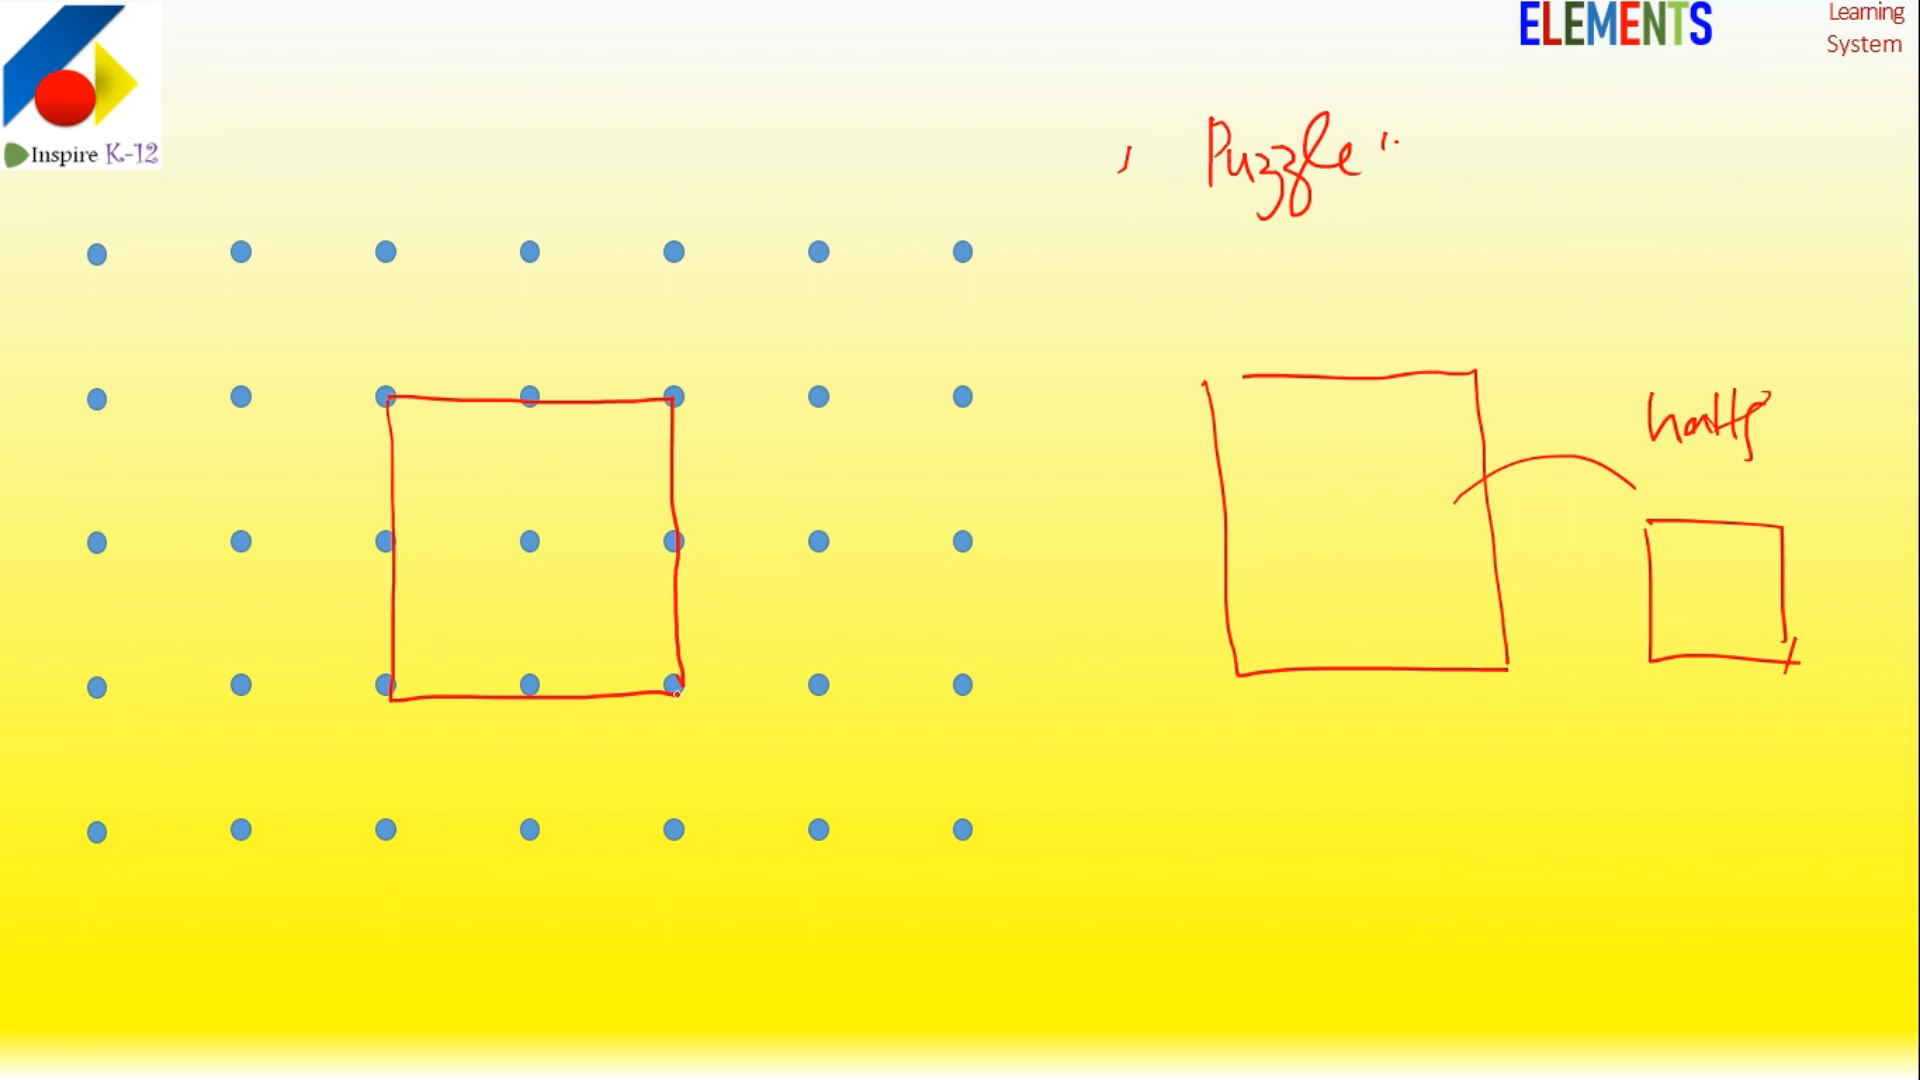 ELEMENTS
Learning
System
Inspire K-12
Puzzle
half